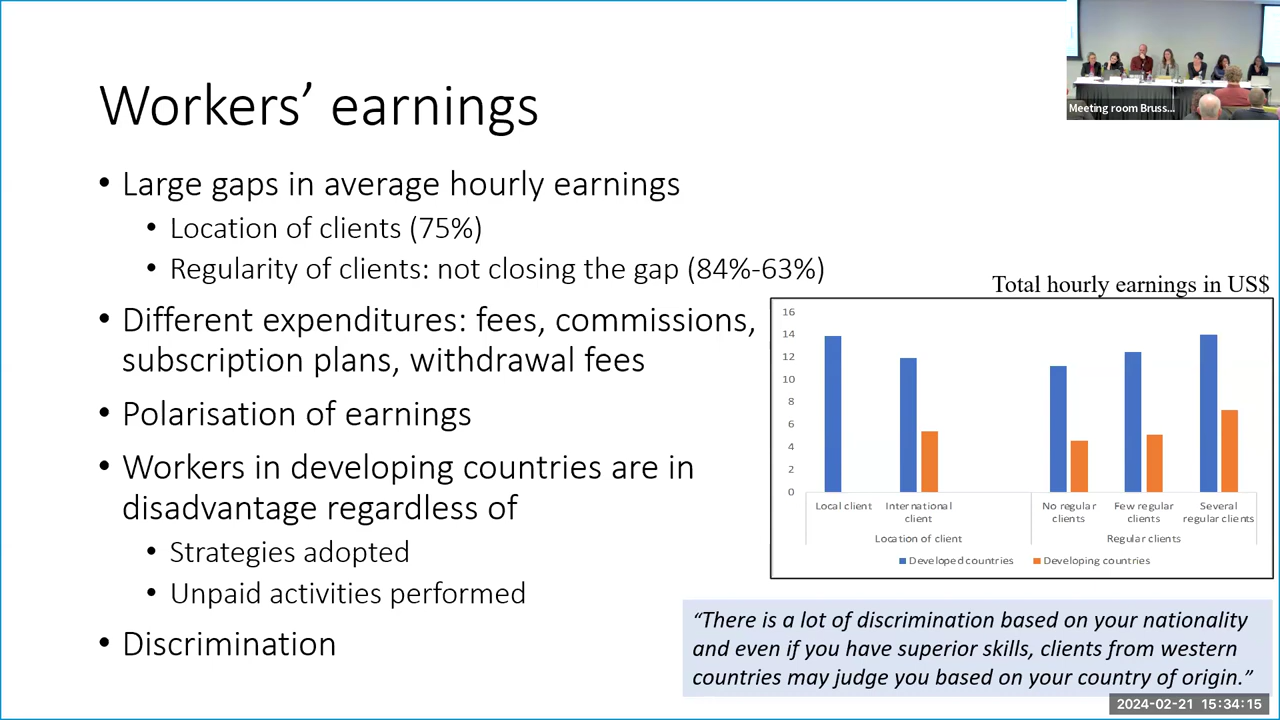 Workers’ earnings
Meeting room Bruss...
• Large gaps in average hourly earnings
• Location of clients (75%)
• Regularity of clients: not closing the gap (84%-63%)
• Different expenditures: fees, commissions,
subscription plans, withdrawal fees
• Polarisation of earnings
• Workers in developing countries are in
disadvantage regardless of
• Strategies adopted
• Unpaid activities performed
• Discrimination
Total hourly earnings in US$
16
14
12
10
8
6
4
2
0
Local client International No regular Few regular Several
client clients clients regular clients
Location of client Regular clients
Developed countries Developing countries
“There is a lot of discrimination based on your nationality
and even if you have superior skills, clients from western
countries may judge you based on your country of origin.”
2024-02-21 15:34:15